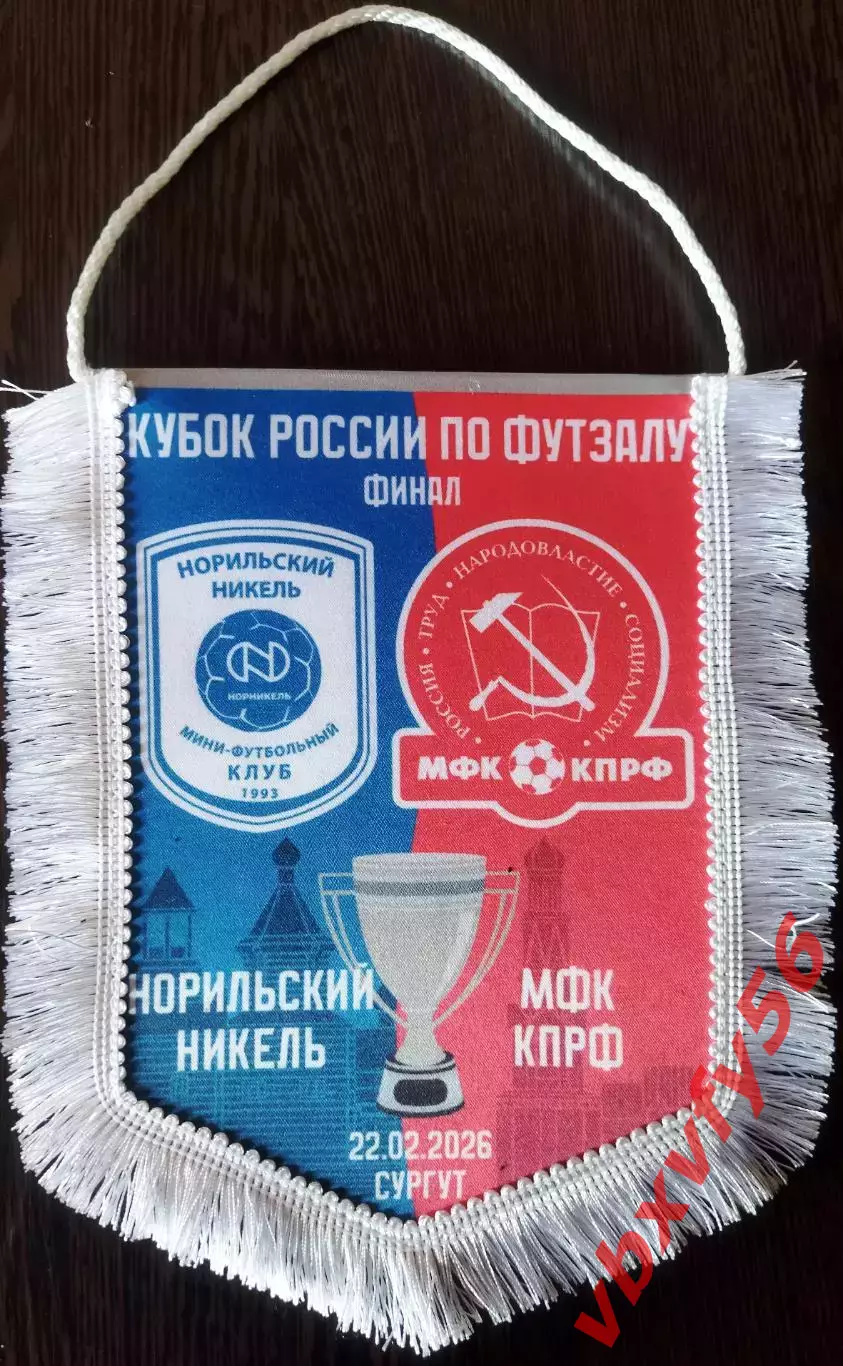 КУБОК РОССИИ ПО ФУТЗАЛУ
ФИНАЛ
НОРИЛЬСКИЙ
НИКЕЛЬ
НОРНИКЕЛЬ
МИНИ-ФУТБОЛЬНЫЙ
КЛУБ
1993
РОССИЯ · ТРУД · НАРОДОВЛАСТИЕ · СОЦИАЛИЗМ ·
МФК КПРФ
НОРИЛЬСКИЙ
НИКЕЛЬ
МФК
КПРФ
22.02.2026
СУРГУТ
vbxvfy56